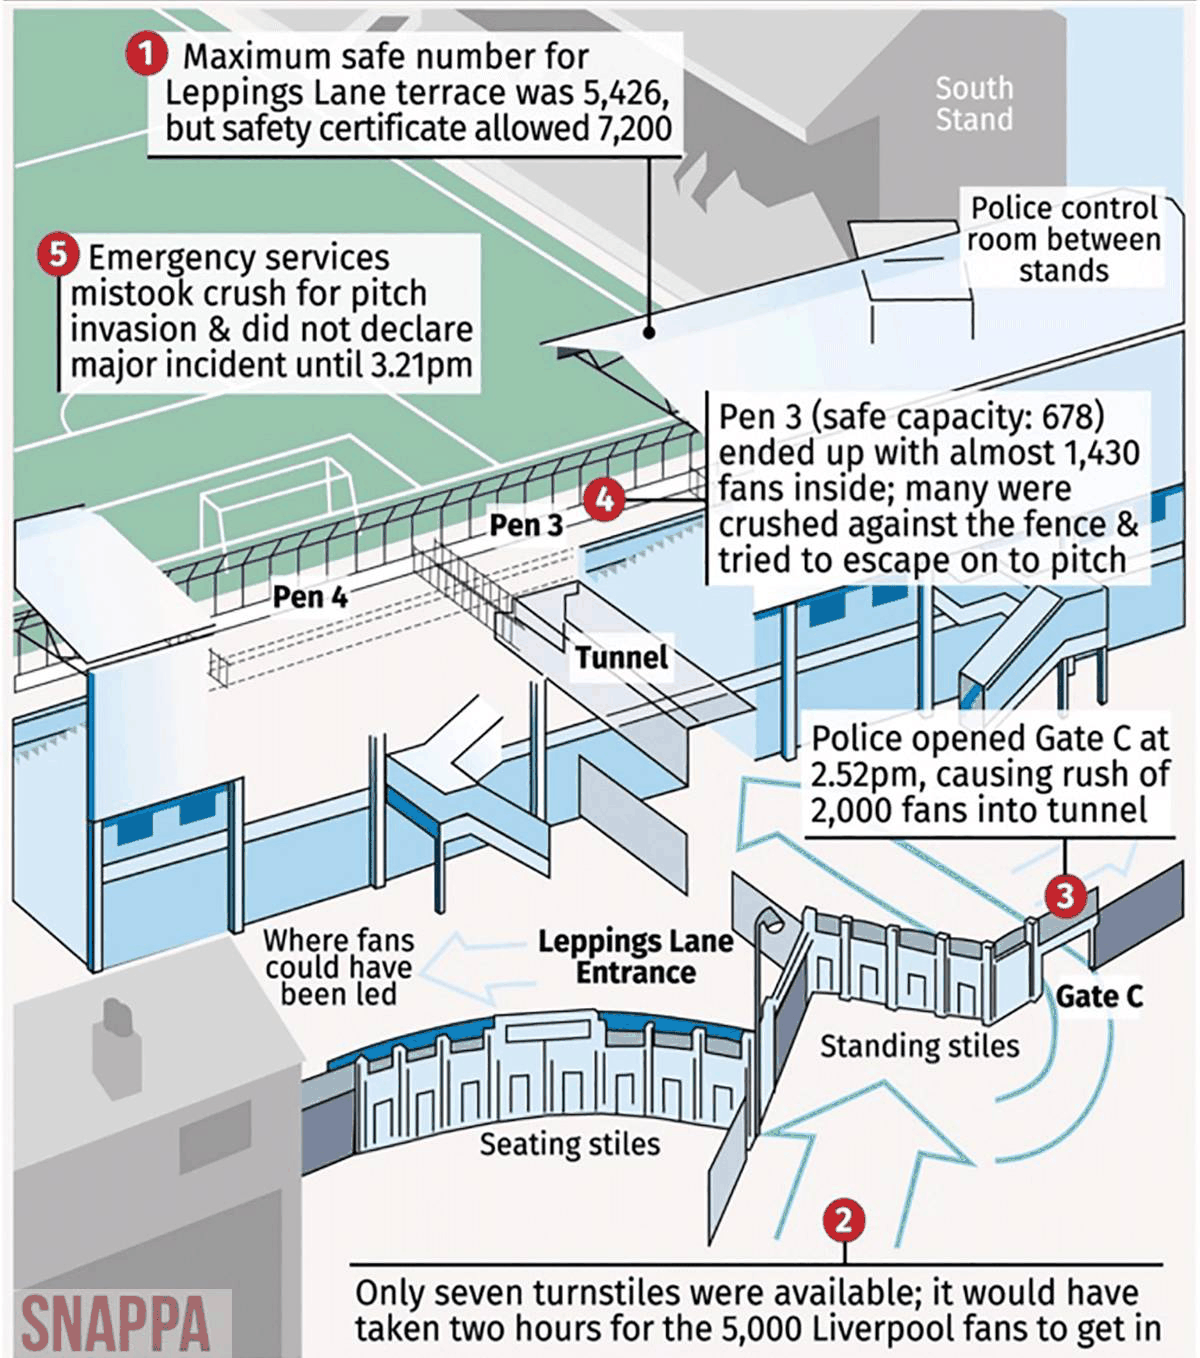 1
Maximum safe number for
Leppings Lane terrace was 5,426,
but safety certificate allowed 7,200
South
Stand
Police control
room between
stands
5
Emergency services
mistook crush for pitch
invasion & did not declare
major incident until 3.21pm
Pen 3 (safe capacity: 678)
ended up with almost 1,430
fans inside; many were
crushed against the fence &
tried to escape on to pitch
4
Pen 3
Pen 4
Tunnel
Police opened Gate C at
2.52pm, causing rush of
2,000 fans into tunnel
3
Where fans
could have
been led
Leppings Lane
Entrance
Gate C
Standing stiles
Seating stiles
2
Only seven turnstiles were available; it would have
taken two hours for the 5,000 Liverpool fans to get in
SNAPPA